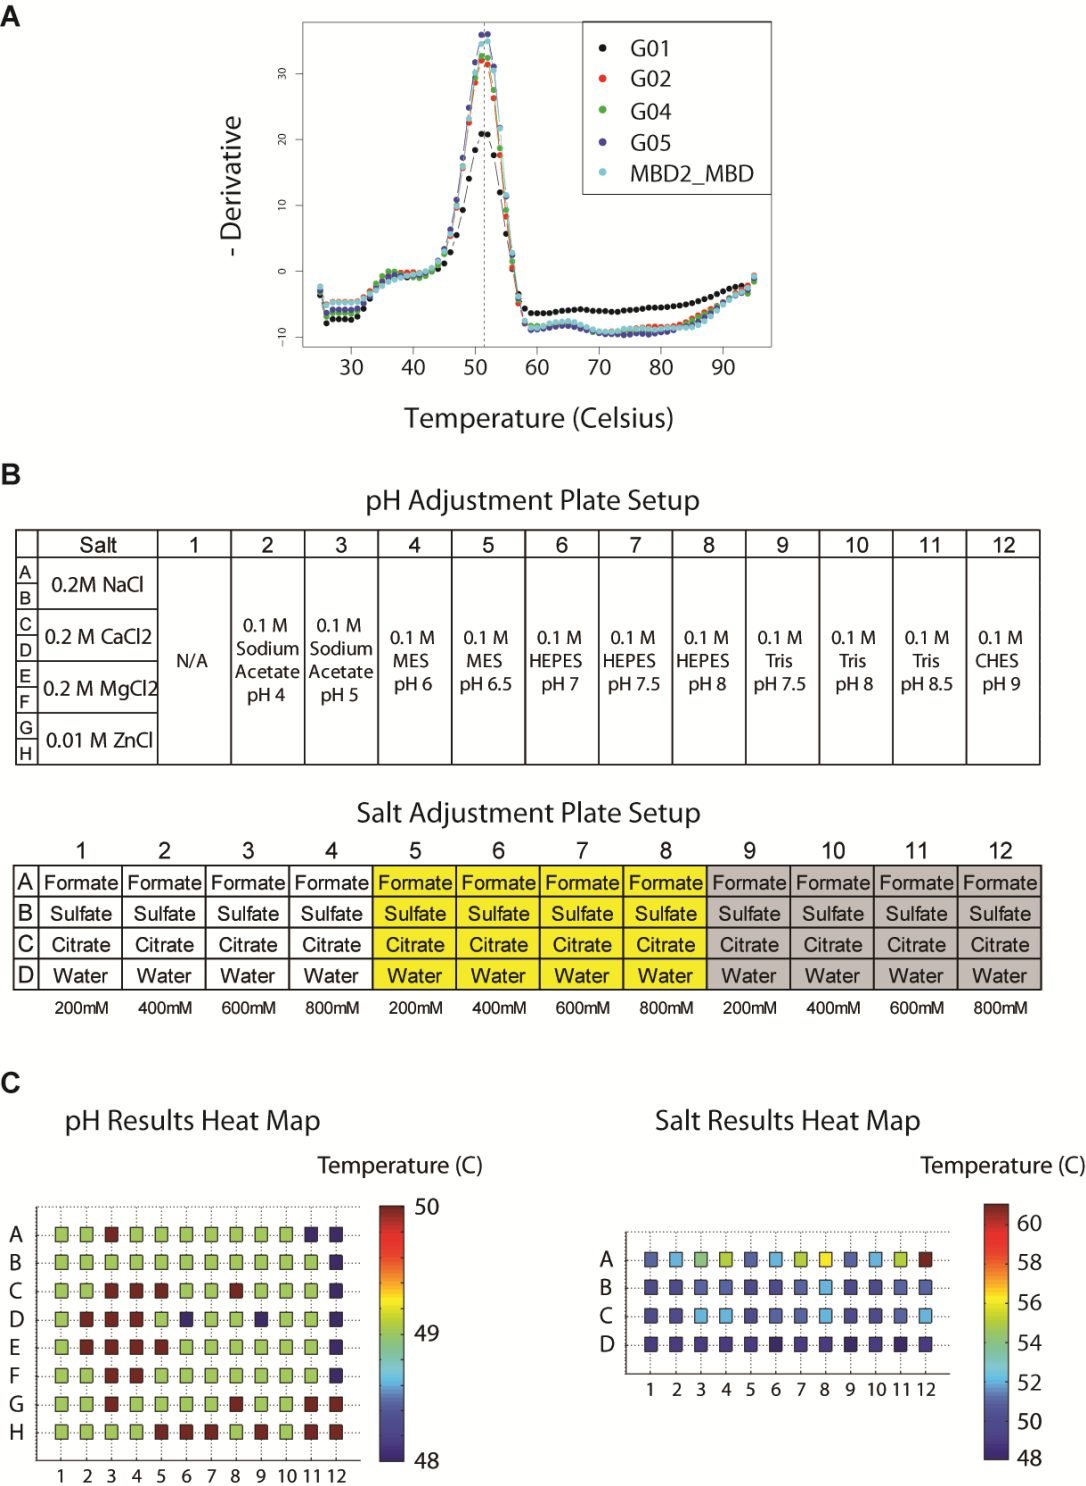 A
- Derivative
30
20
10
0
-10
G01
G02
G04
G05
MBD2_MBD
30 40 50 60 70 80 90
Temperature (Celsius)
B
pH Adjustment Plate Setup
Salt 1 2 3 4 5 6 7 8 9 10 11 12
A
B
0.2M NaCl
C
D
0.2 M CaCl2
E
F
0.2 M MgCl2
G
H
0.01 M ZnCl
N/A
0.1 M
Sodium
Acetate
pH 4
0.1 M
Sodium
Acetate
pH 5
0.1 M
MES
pH 6
0.1 M
MES
pH 6.5
0.1 M
HEPES
pH 7
0.1 M
HEPES
pH 7.5
0.1 M
HEPES
pH 8
0.1 M
Tris
pH 7.5
0.1 M
Tris
pH 8
0.1 M
Tris
pH 8.5
0.1 M
CHES
pH 9
Salt Adjustment Plate Setup
1 2 3 4 5 6 7 8 9 10 11 12
A Formate Formate Formate Formate Formate Formate Formate Formate Formate Formate Formate Formate
B Sulfate Sulfate Sulfate Sulfate Sulfate Sulfate Sulfate Sulfate Sulfate Sulfate Sulfate Sulfate
C Citrate Citrate Citrate Citrate Citrate Citrate Citrate Citrate Citrate Citrate Citrate Citrate
D Water Water Water Water Water Water Water Water Water Water Water Water
200mM 400mM 600mM 800mM 200mM 400mM 600mM 800mM 200mM 400mM 600mM 800mM
C
pH Results Heat Map
Temperature (C)
A
B
C
D
E
F
G
H
1 2 3 4 5 6 7 8 9 10 11 12
50
49
48
Salt Results Heat Map
Temperature (C)
A
B
C
D
1 2 3 4 5 6 7 8 9 10 11 12
60
58
56
54
52
50
48